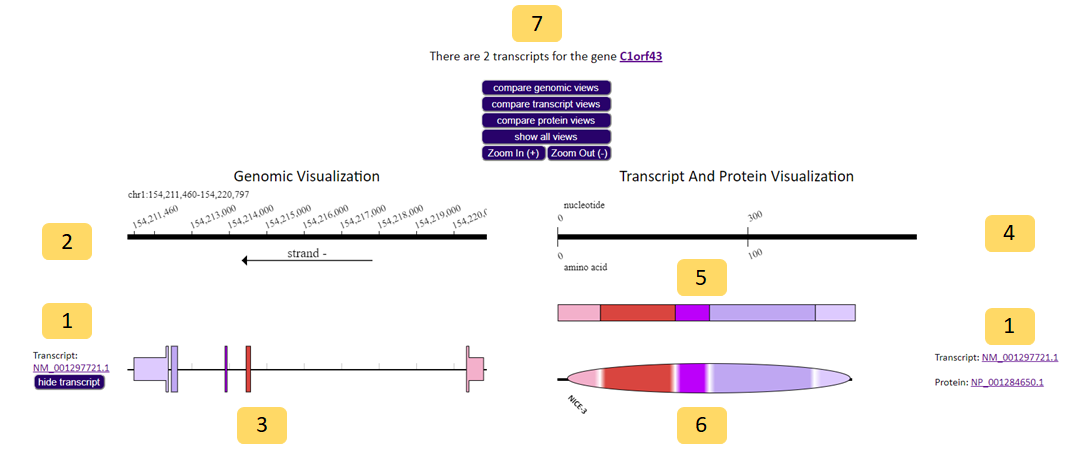 7
There are 2 transcripts for the gene C1orf43
compare genomic views
compare transcript views
compare protein views
show all views
Zoom In (+) Zoom Out (-)
Genomic Visualization
Transcript And Protein Visualization
chr1:154,211,460-154,220,797
154,211,460 154,213,000 154,214,000 154,215,000 154,216,000 154,217,000 154,218,000 154,219,000 154,220,0
strand -
2
nucleotide
0 300
0 100
amino acid
4
5
1
Transcript:
NM_001297721.1
hide transcript
3
NICE-3
6
1
Transcript: NM_001297721.1
Protein: NP_001284650.1